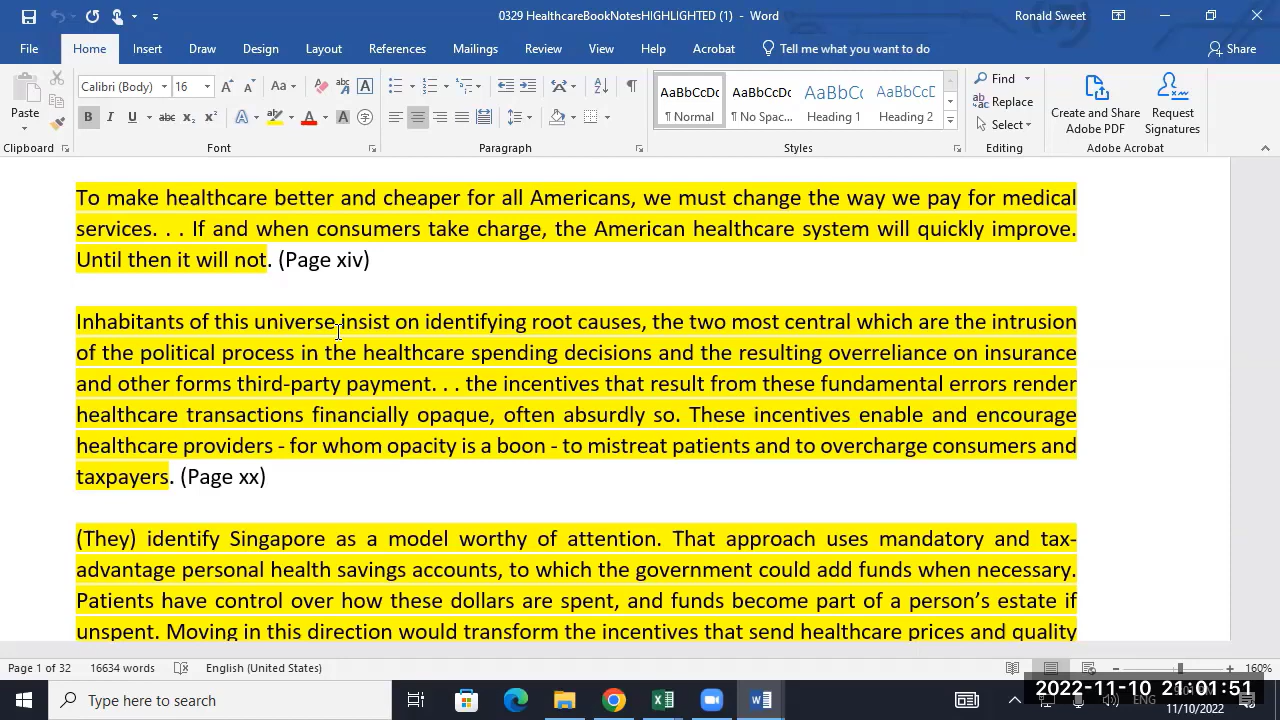 0329 HealthcareBookNotesHIGHLIGHTED (1) - Word
Ronald Sweet
File Home Insert Draw Design Layout References Mailings Review View Help Acrobat Tell me what you want to do Share
Paste
Calibri (Body) 16 Aa
B I U abc x₂ x² A A A
Clipboard Font Paragraph
AaBbCcDc AaBbCcDc AaBbCc AaBbCcE
¶ Normal ¶ No Spac... Heading 1 Heading 2
Styles
Find
Replace
Select
Editing
Create and Share Adobe PDF
Request Signatures
Adobe Acrobat
To make healthcare better and cheaper for all Americans, we must change the way we pay for medical
services. . . If and when consumers take charge, the American healthcare system will quickly improve.
Until then it will not. (Page xiv)
Inhabitants of this universe insist on identifying root causes, the two most central which are the intrusion
of the political process in the healthcare spending decisions and the resulting overreliance on insurance
and other forms third-party payment. . . the incentives that result from these fundamental errors render
healthcare transactions financially opaque, often absurdly so. These incentives enable and encourage
healthcare providers - for whom opacity is a boon - to mistreat patients and to overcharge consumers and
taxpayers. (Page xx)
(They) identify Singapore as a model worthy of attention. That approach uses mandatory and tax-
advantage personal health savings accounts, to which the government could add funds when necessary.
Patients have control over how these dollars are spent, and funds become part of a person's estate if
unspent. Moving in this direction would transform the incentives that send healthcare prices and quality
Page 1 of 32 16634 words English (United States) 160%
Type here to search
2022-11-10 21:01:51
ENG
11/10/2022